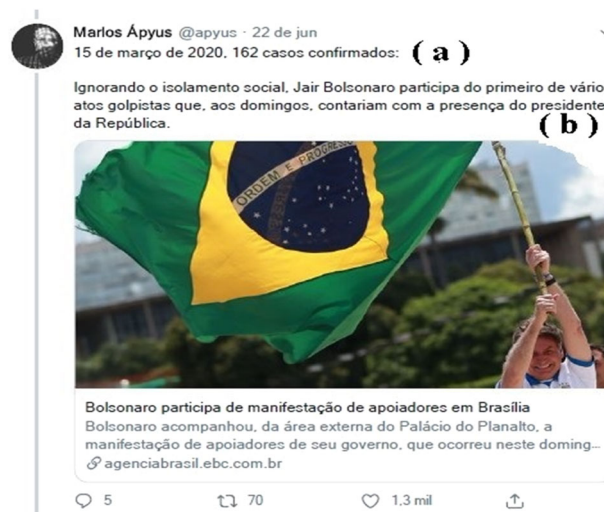 Marlos Ápyus @apyus · 22 de jun
15 de março de 2020, 162 casos confirmados: ( a )
Ignorando o isolamento social, Jair Bolsonaro participa do primeiro de vário
atos golpistas que, aos domingos, contariam com a presença do presidente
da República.
( b )
ORDEM E PROGRESSO
Bolsonaro participa de manifestação de apoiadores em Brasília
Bolsonaro acompanhou, da área externa do Palácio do Planalto, a
manifestação de apoiadores de seu governo, que ocorreu neste doming...
agenciabrasil.ebc.com.br
5 70 1,3 mil